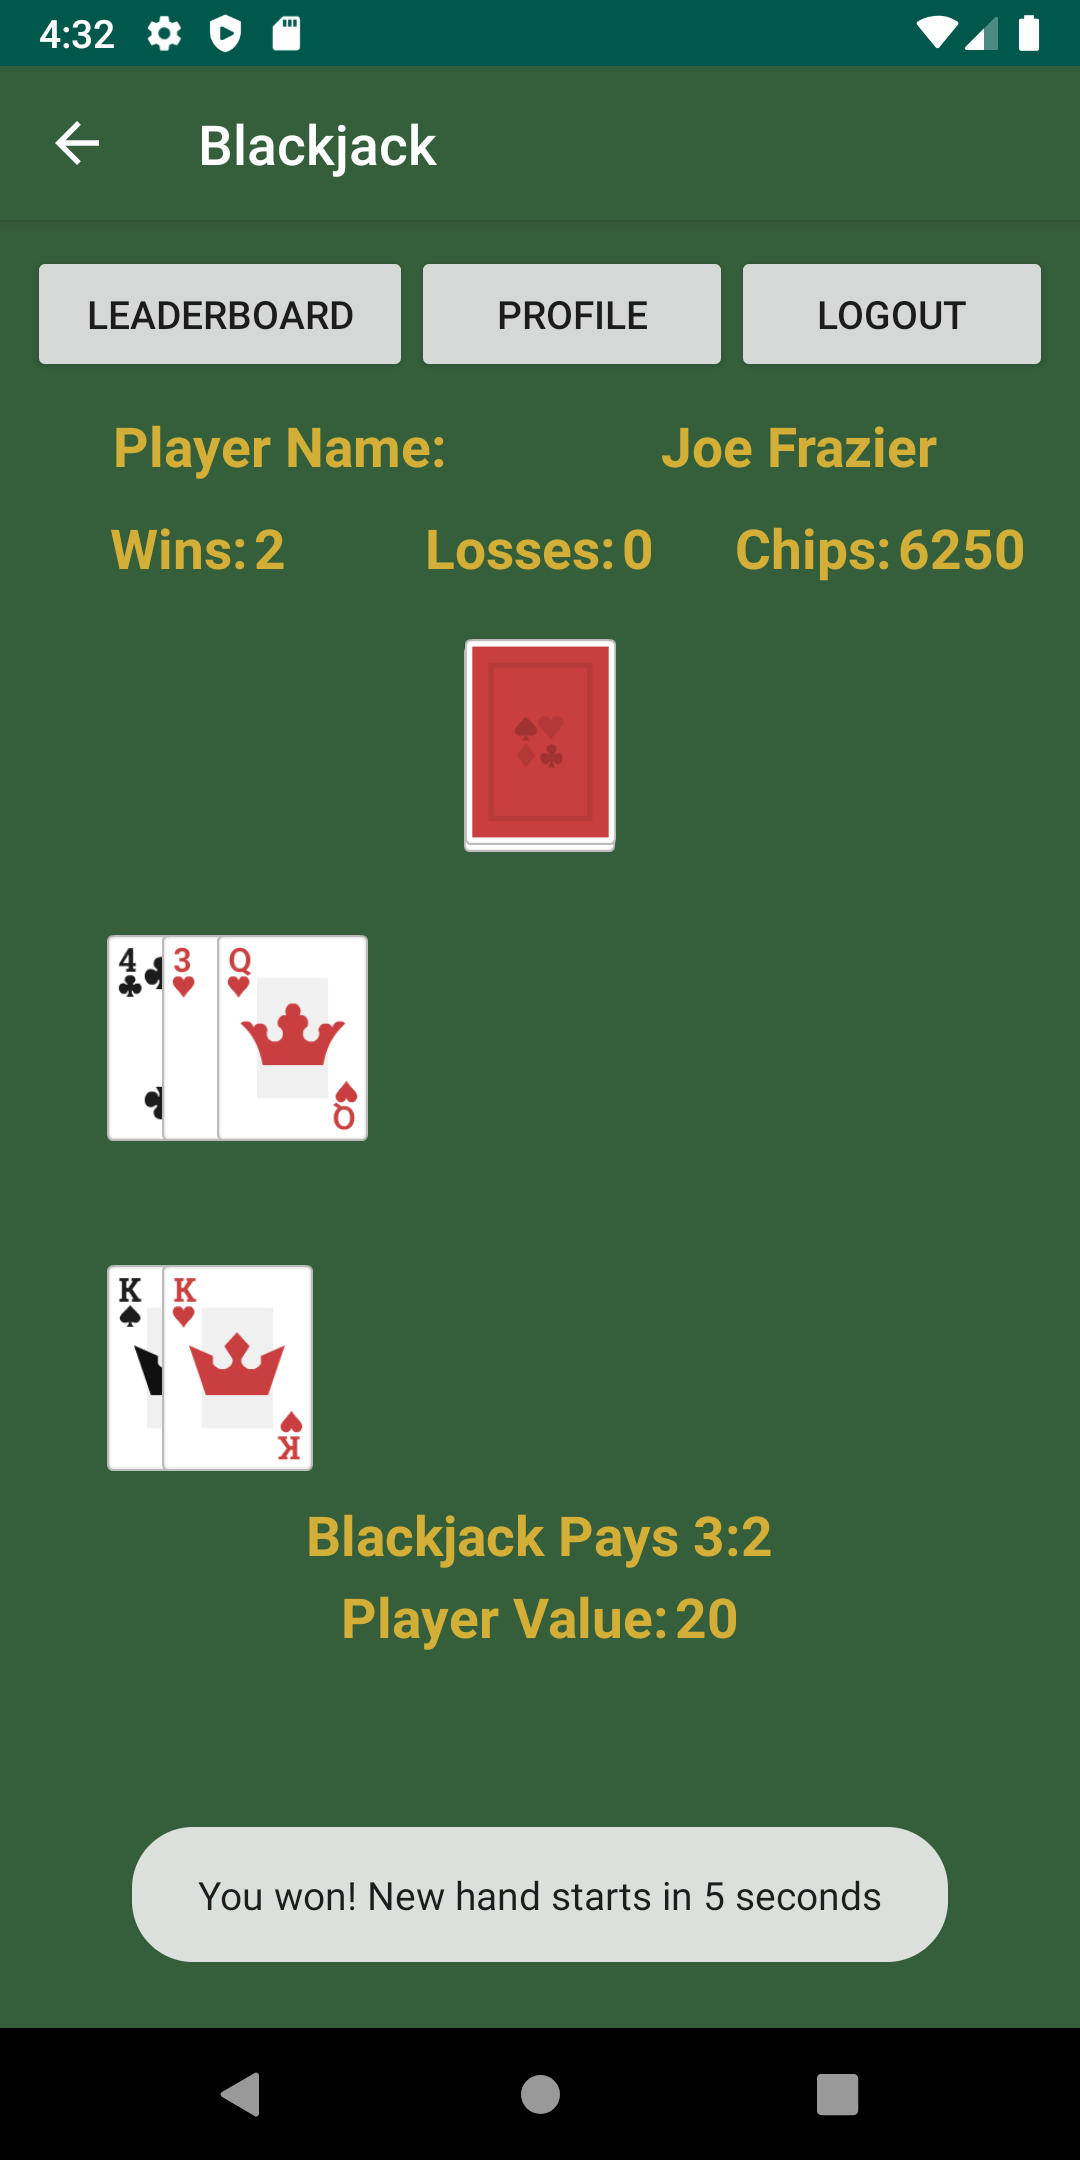 4:32
Blackjack
LEADERBOARD PROFILE LOGOUT
Player Name: Joe Frazier
Wins: 2 Losses: 0 Chips: 6250
4 3 Q
Q
K K
K
Blackjack Pays 3:2
Player Value: 20
You won! New hand starts in 5 seconds